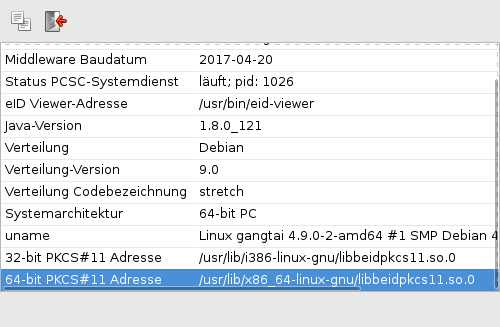 Middleware Baudatum 2017-04-20
Status PCSC-Systemdienst läuft; pid: 1026
eID Viewer-Adresse /usr/bin/eid-viewer
Java-Version 1.8.0_121
Verteilung Debian
Verteilung-Version 9.0
Verteilung Codebezeichnung stretch
Systemarchitektur 64-bit PC
uname Linux gangtai 4.9.0-2-amd64 #1 SMP Debian 4
32-bit PKCS#11 Adresse /usr/lib/i386-linux-gnu/libbeidpkcs11.so.0
64-bit PKCS#11 Adresse /usr/lib/x86_64-linux-gnu/libbeidpkcs11.so.0